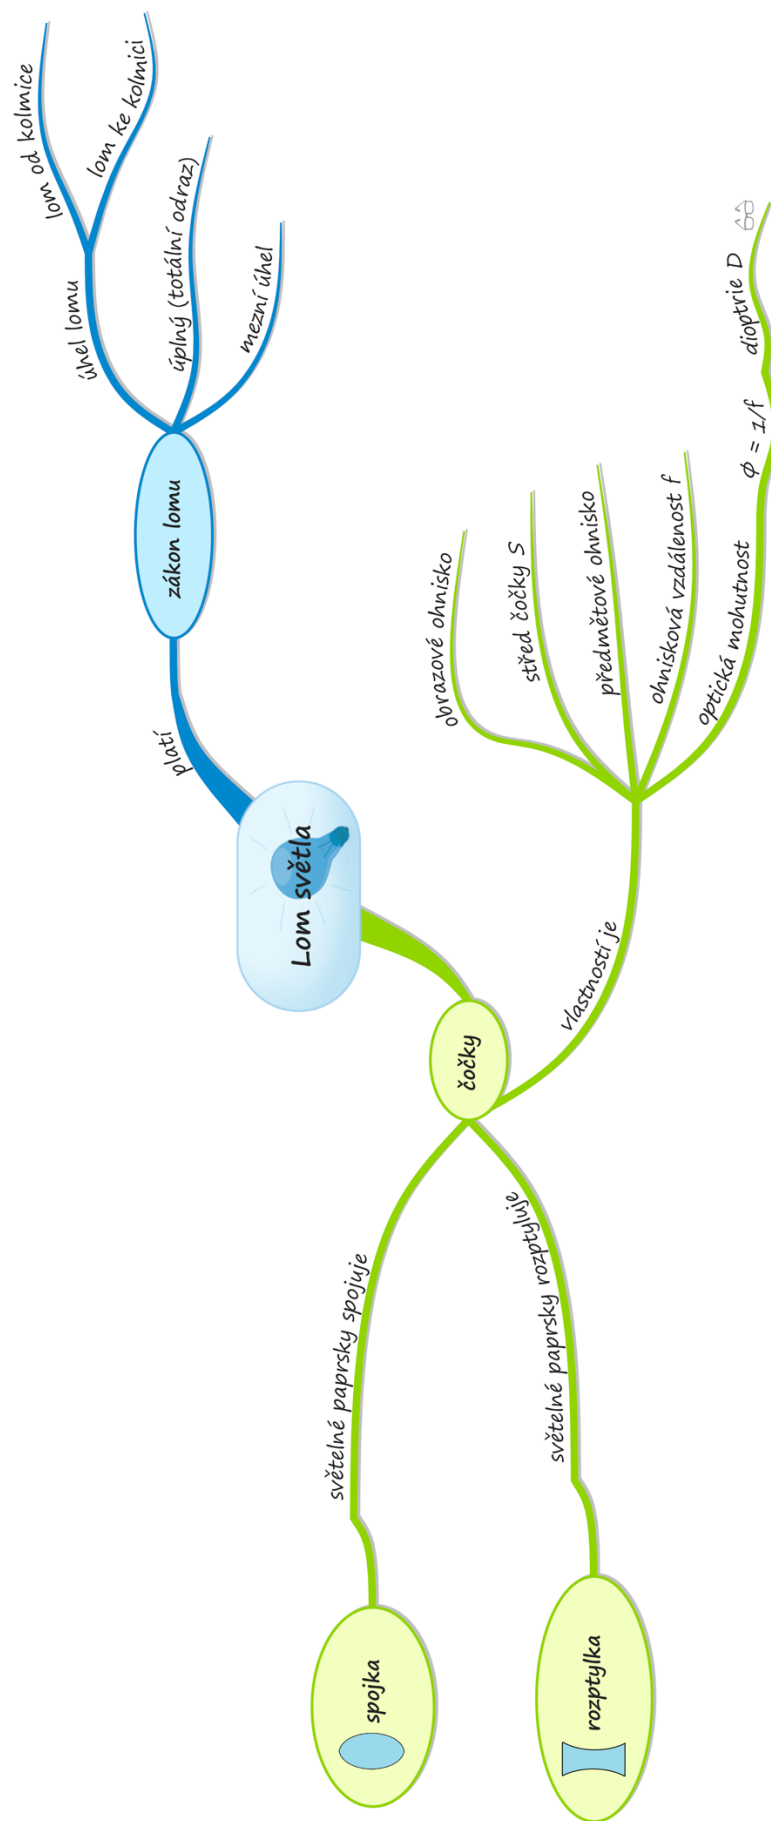 Lom světla
platí
zákon lomu
úhel lomu
lom od kolmice
lom ke kolmici
úplný (totální odraz)
mezní úhel
čočky
vlastností je
obrazové ohnisko
střed čočky S
předmětové ohnisko
ohnisková vzdálenost f
optická mohutnost
φ = 1/f
dioptrie D
světelné paprsky spojuje
spojka
světelné paprsky rozptyluje
rozptylka